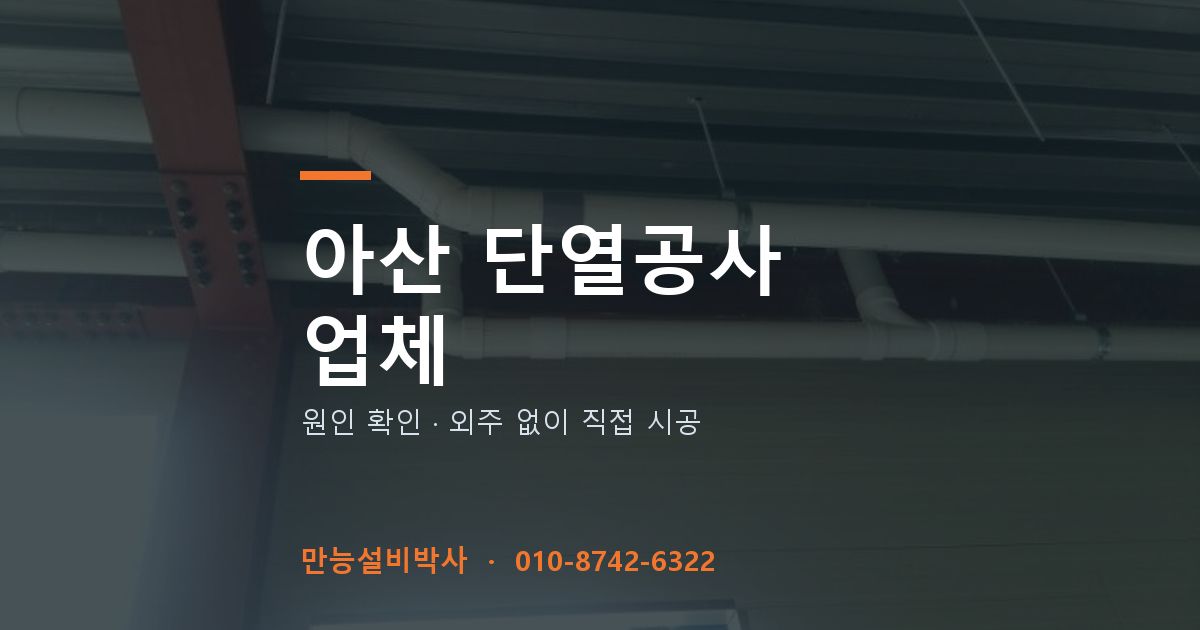 아산 단열공사
업체
원인 확인 · 외주 없이 직접 시공
만능설비박사 · 010-8742-6322